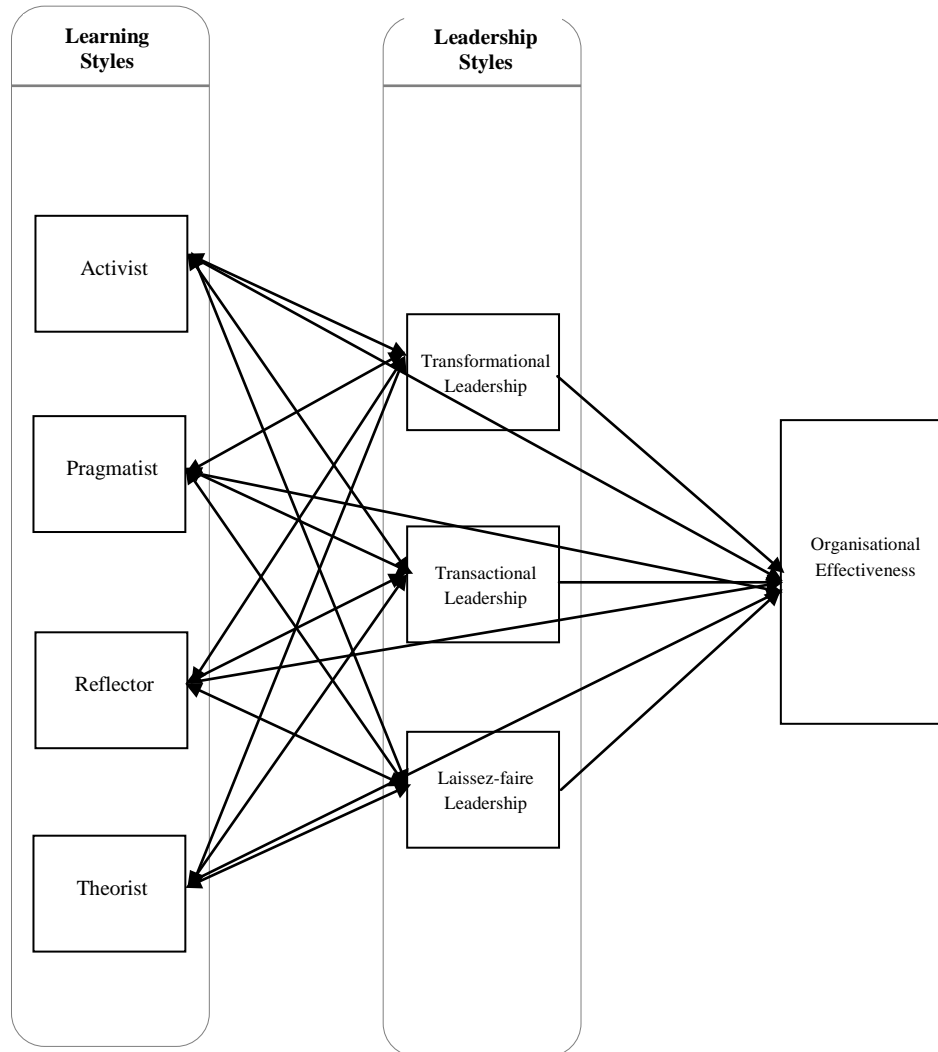 Learning
Styles
Leadership
Styles
Activist
Pragmatist
Reflector
Theorist
Transformational
Leadership
Transactional
Leadership
Laissez-faire
Leadership
Organisational
Effectiveness